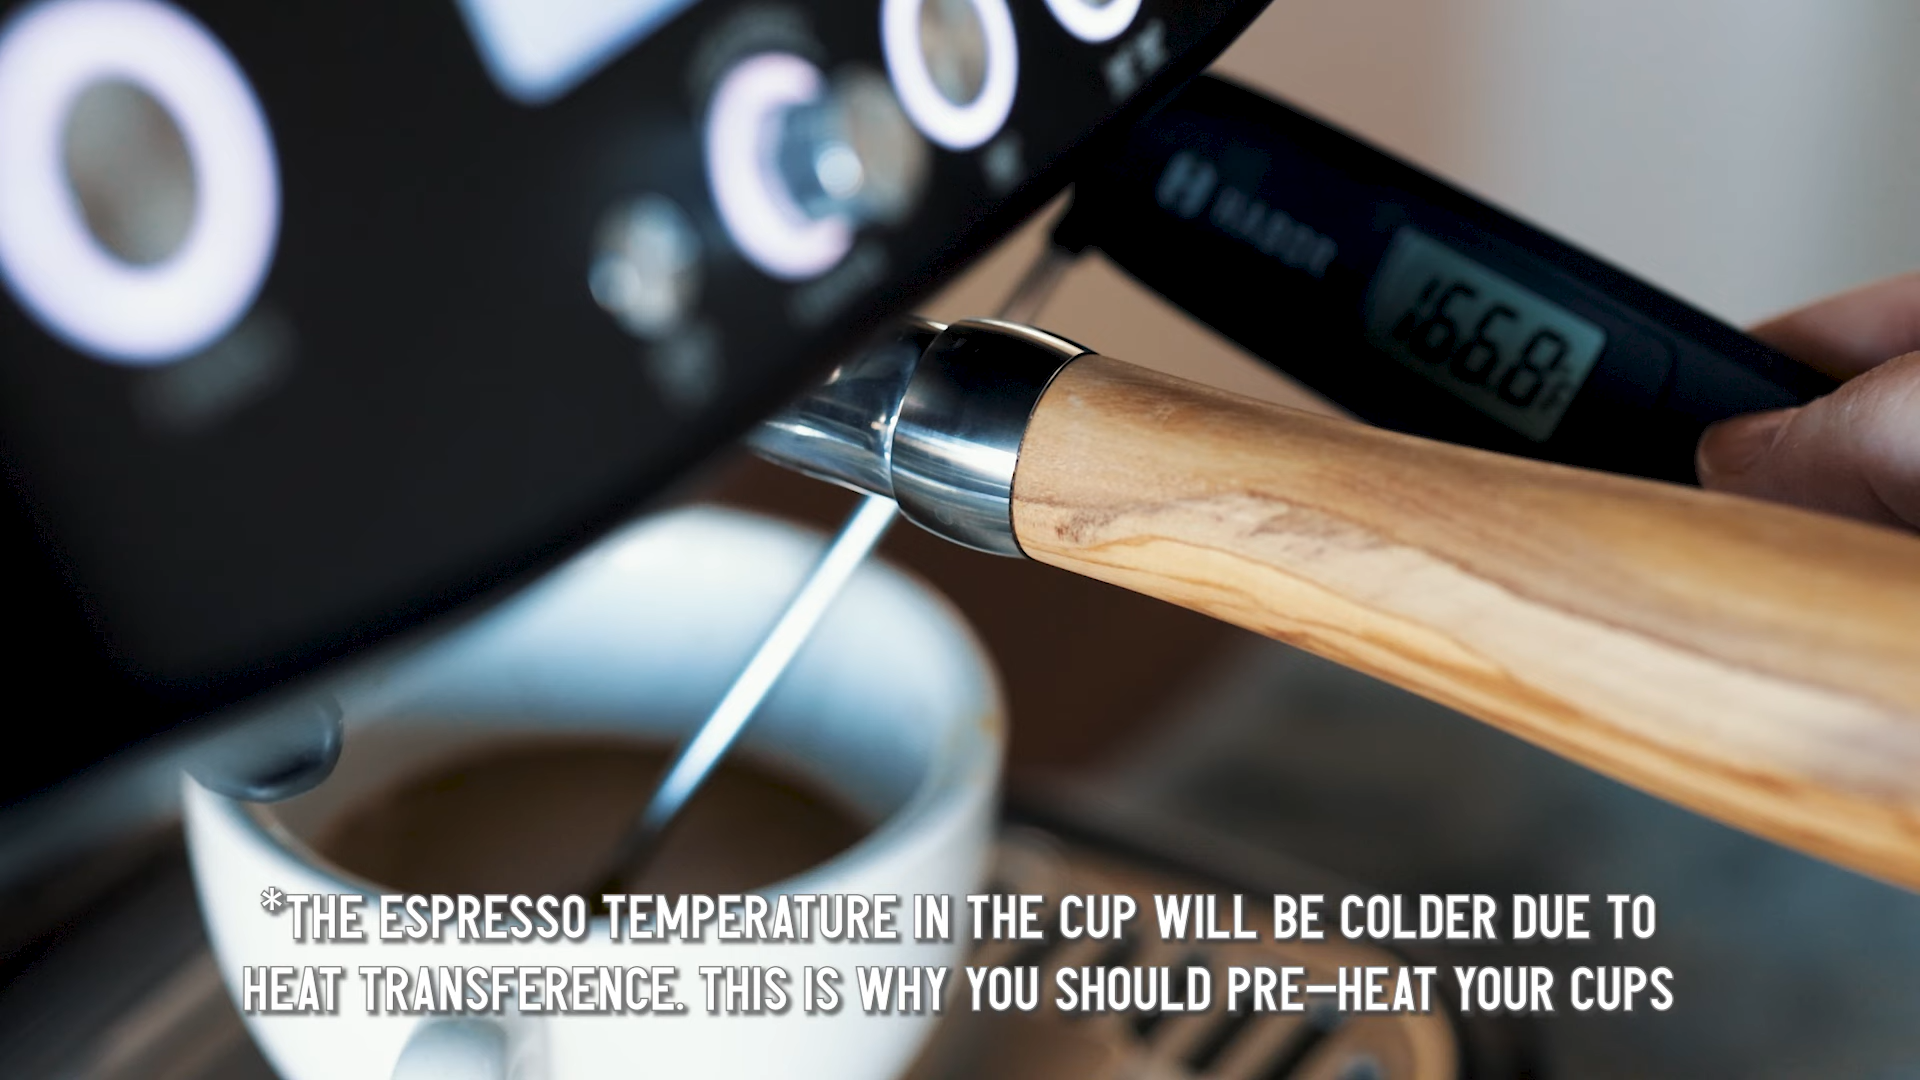 HABOR
166.8°F
*THE ESPRESSO TEMPERATURE IN THE CUP WILL BE COLDER DUE TO
HEAT TRANSFERENCE. THIS IS WHY YOU SHOULD PRE–HEAT YOUR CUPS